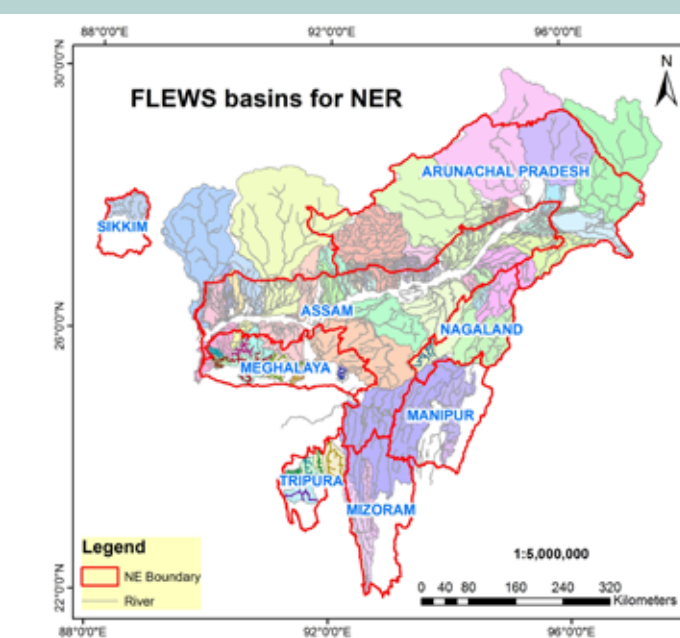 88°0'0"E 92°0'0"E 96°0'0"E
30°0'0"N
N
FLEWS basins for NER
ARUNACHAL PRADESH
SIKKIM
ASSAM
26°0'0"N
NAGALAND
MEGHALAYA
MANIPUR
TRIPURA
MIZORAM
Legend
NE Boundary
River
1:5,000,000
0 40 80 160 240 320
Kilometers
22°0'0"N
88°0'0"E 92°0'0"E 96°0'0"E